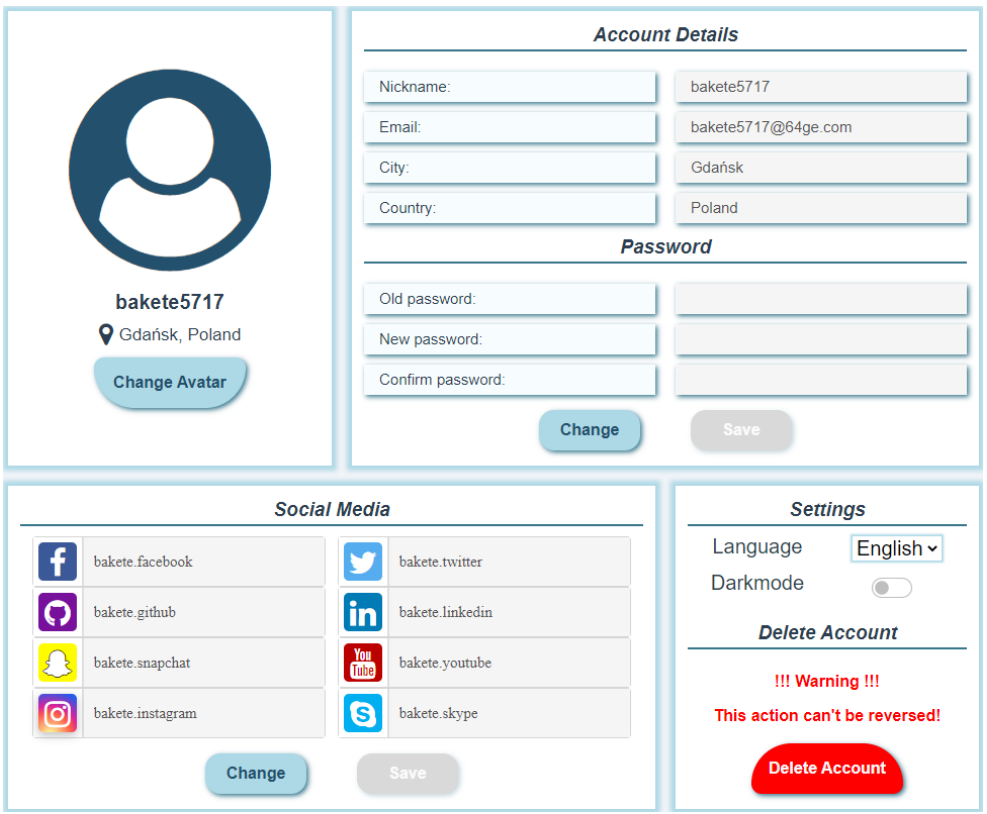 bakete5717
Gdańsk, Poland
Change Avatar
Account Details
Nickname: bakete5717
Email: bakete5717@64ge.com
City: Gdańsk
Country: Poland
Password
Old password:
New password:
Confirm password:
Change Save
Social Media
f bakete.facebook bakete.twitter
bakete.github in bakete.linkedin
bakete.snapchat You Tube bakete.youtube
bakete.instagram S bakete.skype
Change Save
Settings
Language English
Darkmode
Delete Account
!!! Warning !!!
This action can't be reversed!
Delete Account